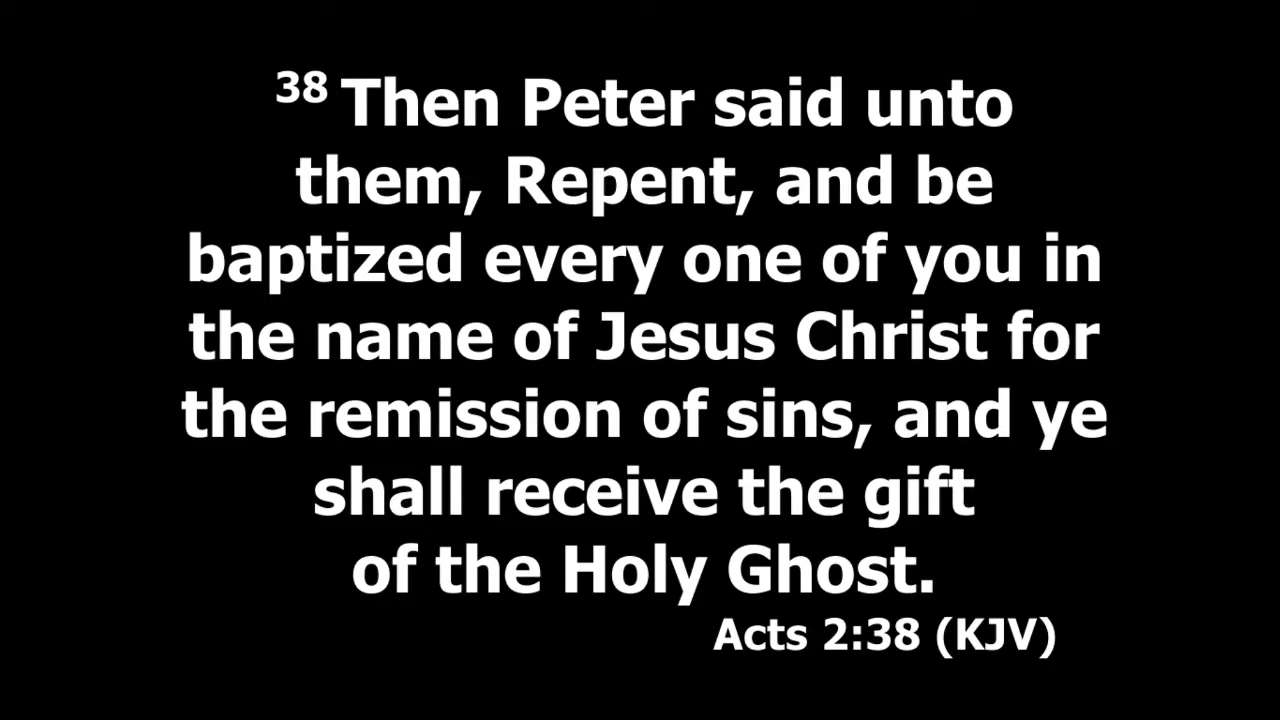 38 Then Peter said unto
them, Repent, and be
baptized every one of you in
the name of Jesus Christ for
the remission of sins, and ye
shall receive the gift
of the Holy Ghost.
Acts 2:38 (KJV)